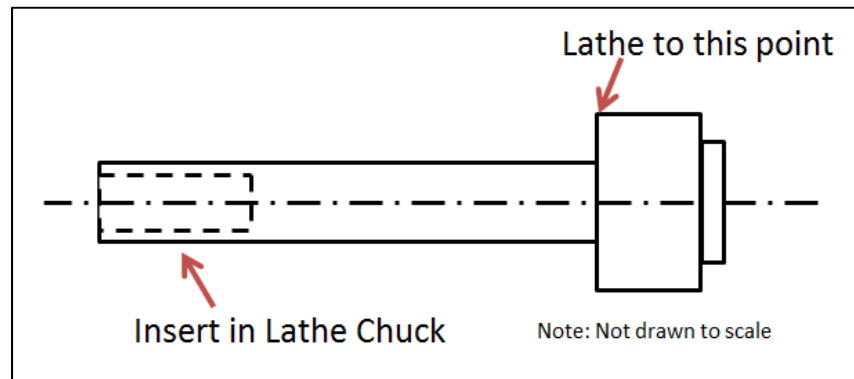 Lathe to this point
Insert in Lathe Chuck
Note: Not drawn to scale